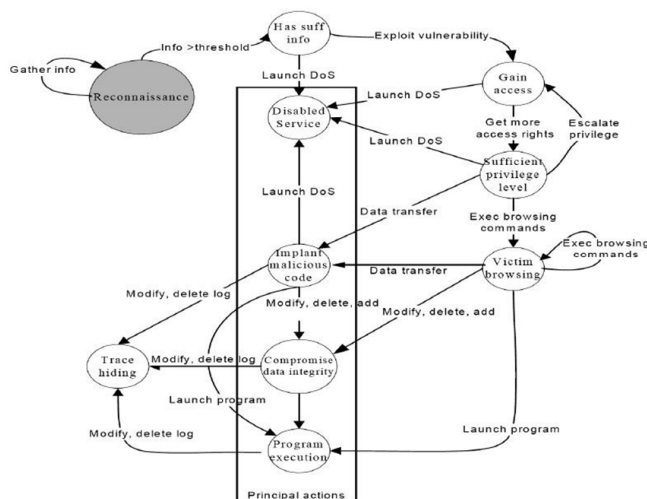 Has suff
info
Info >threshold
Exploit vulnerability
Gather info
Reconnaissance
Launch DoS
Gain
access
Launch DoS
Disabled
Service
Get more
access rights
Escalate
privilege
Launch DoS
Sufficient
privilege
level
Launch DoS
Data transfer
Exec browsing
commands
Implant
malicious
code
Victim
browsing
Exec browsing
commands
Data transfer
Modify, delete log
Modify, delete, add
Modify, delete, add
Trace
hiding
Modify, delete log
Compromise
data integrity
Launch program
Modify, delete log
Launch program
Program
execution
Principal actions